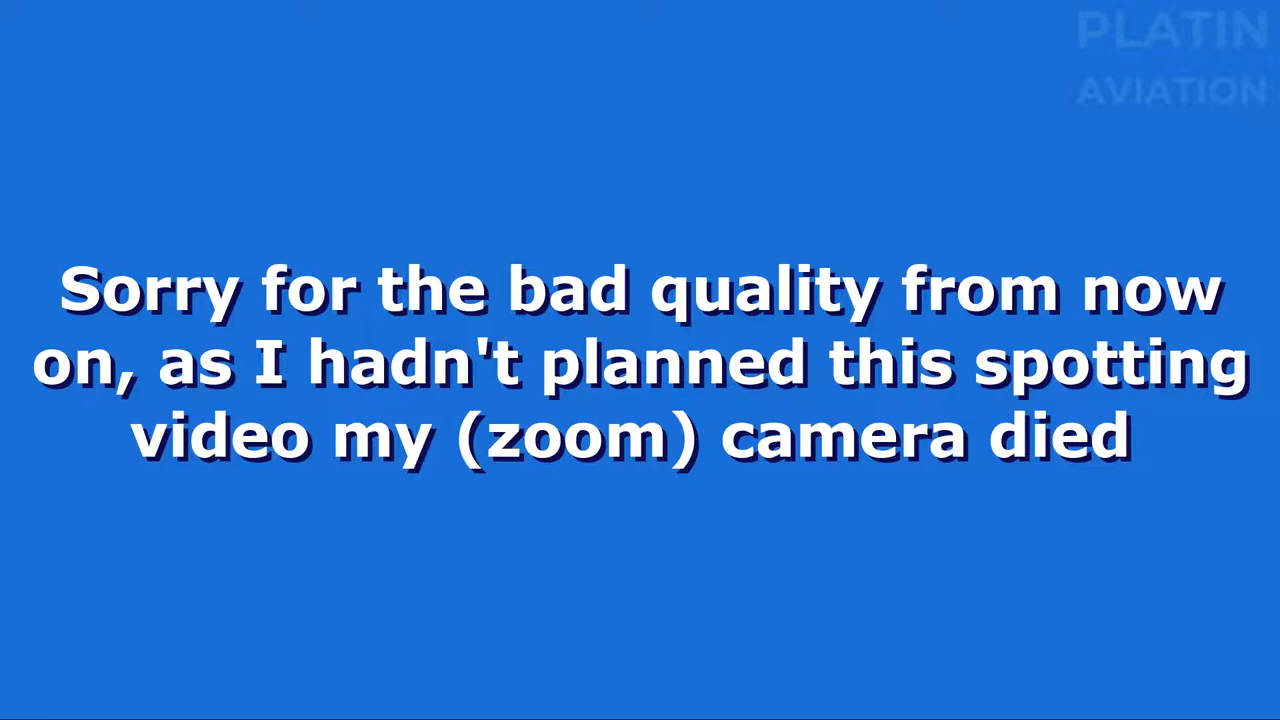 PLATIN
AVIATION
Sorry for the bad quality from now
on, as I hadn't planned this spotting
video my (zoom) camera died